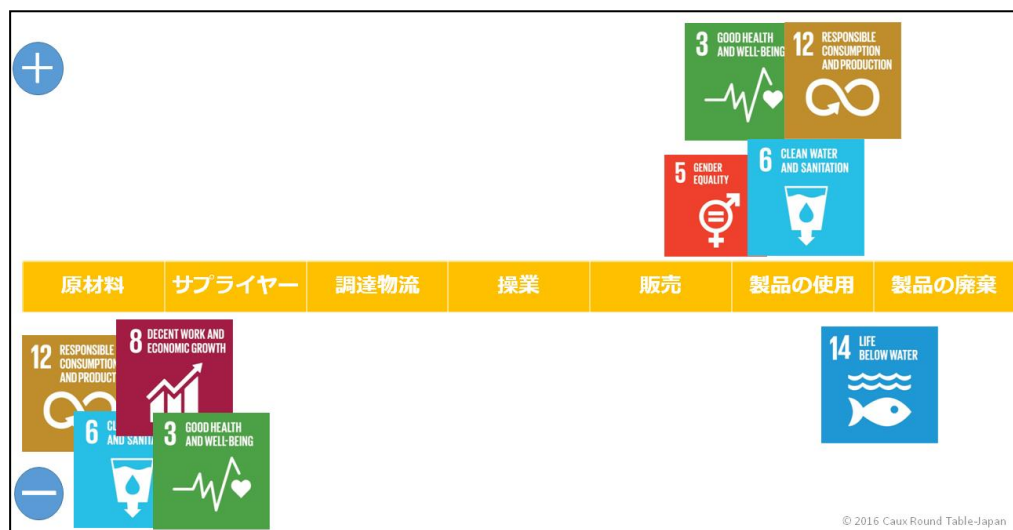 3 GOOD HEALTH
AND WELL-BEING
12 RESPONSIBLE
CONSUMPTION
AND PRODUCTION
5 GENDER
EQUALITY
6 CLEAN WATER
AND SANITATION
原材料 サプライヤー 調達物流 操業 販売 製品の使用 製品の廃棄
12 RESPONSIBLE
CONSUMPTION
AND PRODUCT
8 DECENT WORK AND
ECONOMIC GROWTH
6
AND SANITA
3 GOOD HEALTH
AND WELL-BEING
14 LIFE
BELOW WATER
© 2016 Caux Round Table-Japan